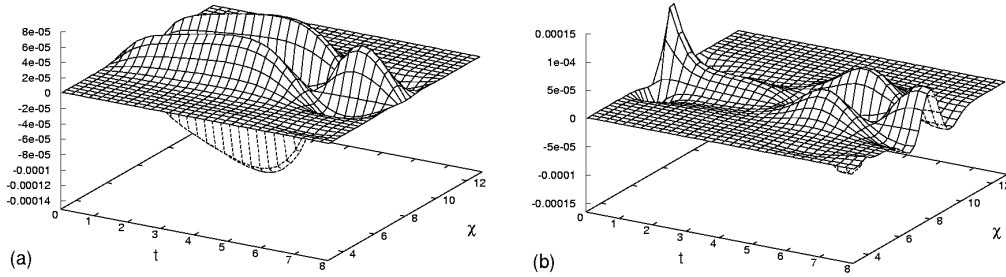 8e-05
6e-05
4e-05
2e-05
0
-2e-05
-4e-05
-6e-05
-8e-05
-0.0001
-0.00012
-0.00014
0 1 2 3 4 5 6 7 8
4 6 8 10 12
t
χ
(a)
0.00015
1e-04
5e-05
0
-5e-05
-0.0001
-0.00015
0 1 2 3 4 5 6 7 8
4 6 8 10 12
t
χ
(b)